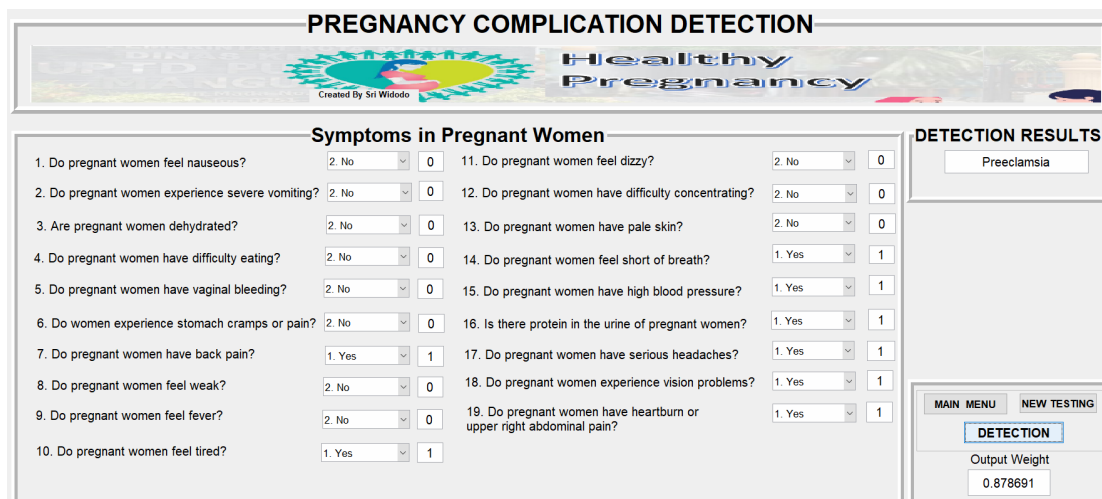 PREGNANCY COMPLICATION DETECTION
Healthy
Pregnancy
Created By Sri Widodo
Symptoms in Pregnant Women
1. Do pregnant women feel nauseous? 2. No 0
2. Do pregnant women experience severe vomiting? 2. No 0
3. Are pregnant women dehydrated? 2. No 0
4. Do pregnant women have difficulty eating? 2. No 0
5. Do pregnant women have vaginal bleeding? 2. No 0
6. Do women experience stomach cramps or pain? 2. No 0
7. Do pregnant women have back pain? 1. Yes 1
8. Do pregnant women feel weak? 2. No 0
9. Do pregnant women feel fever? 2. No 0
10. Do pregnant women feel tired? 1. Yes 1
11. Do pregnant women feel dizzy? 2. No 0
12. Do pregnant women have difficulty concentrating? 2. No 0
13. Do pregnant women have pale skin? 2. No 0
14. Do pregnant women feel short of breath? 1. Yes 1
15. Do pregnant women have high blood pressure? 1. Yes 1
16. Is there protein in the urine of pregnant women? 1. Yes 1
17. Do pregnant women have serious headaches? 1. Yes 1
18. Do pregnant women experience vision problems? 1. Yes 1
19. Do pregnant women have heartburn or
upper right abdominal pain? 1. Yes 1
DETECTION RESULTS
Preeclamsia
MAIN MENU NEW TESTING
DETECTION
Output Weight
0.878691